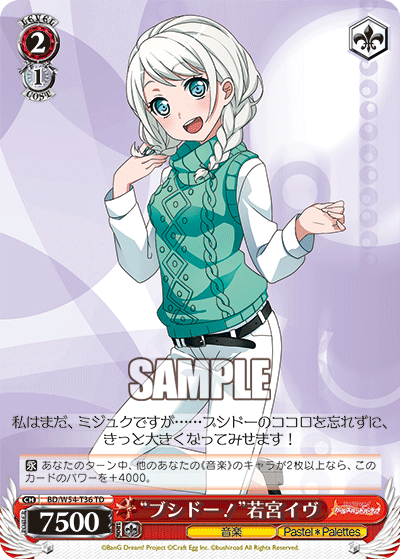 LEVEL
2
1
COST
SAMPLE
私はまだ、ミジュクですが……ブシドーのココロを忘れずに、
きっと大きくなってみせます!
永 あなたのターン中、他のあなたの《音楽》のキャラが2枚以上なら、この
カードのパワーを+4000。
CH BD/W54-T36 TD
7500
“ブシドー!”若宮イヴ
音楽 Pastel*Palettes
©BanG Dream! Project ©Craft Egg Inc. ©bushiroad All Rights Reserved.